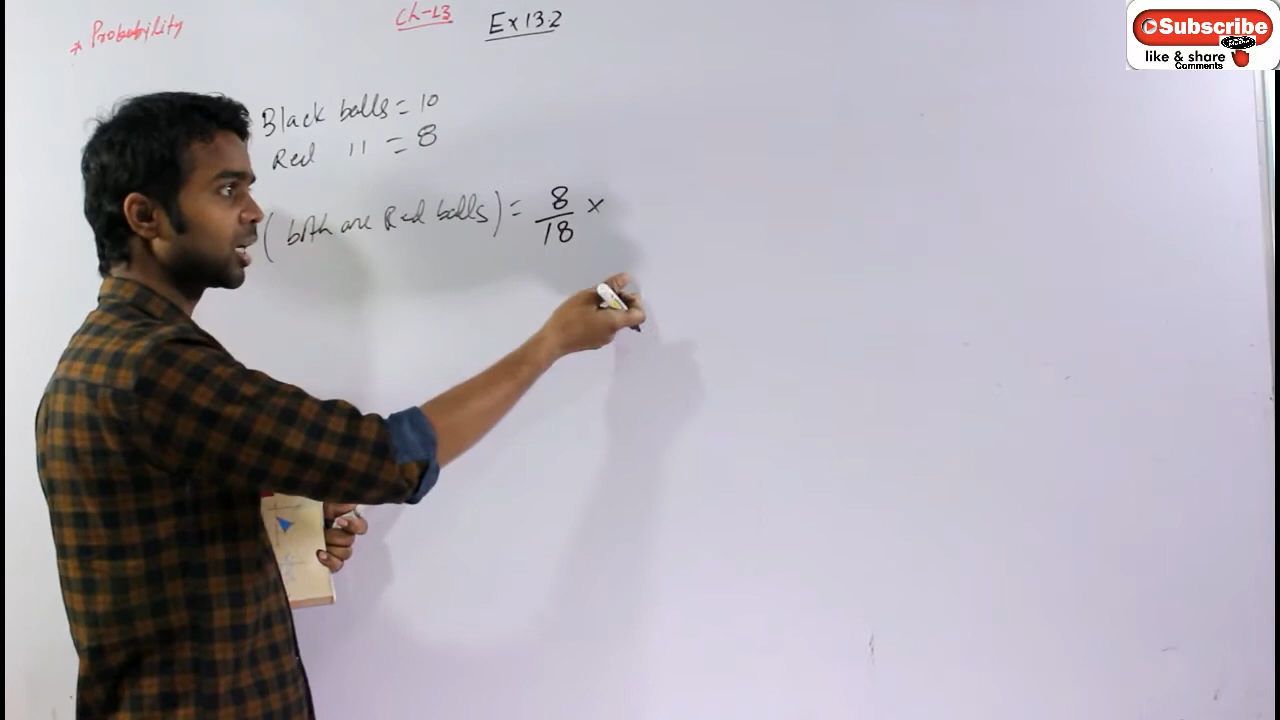 * Probability
Ch-13
Ex 13.2
Subscribe
like & share
Comments
Black balls = 10
Red 11 = 8
(both are Red balls) = 8/18 ×